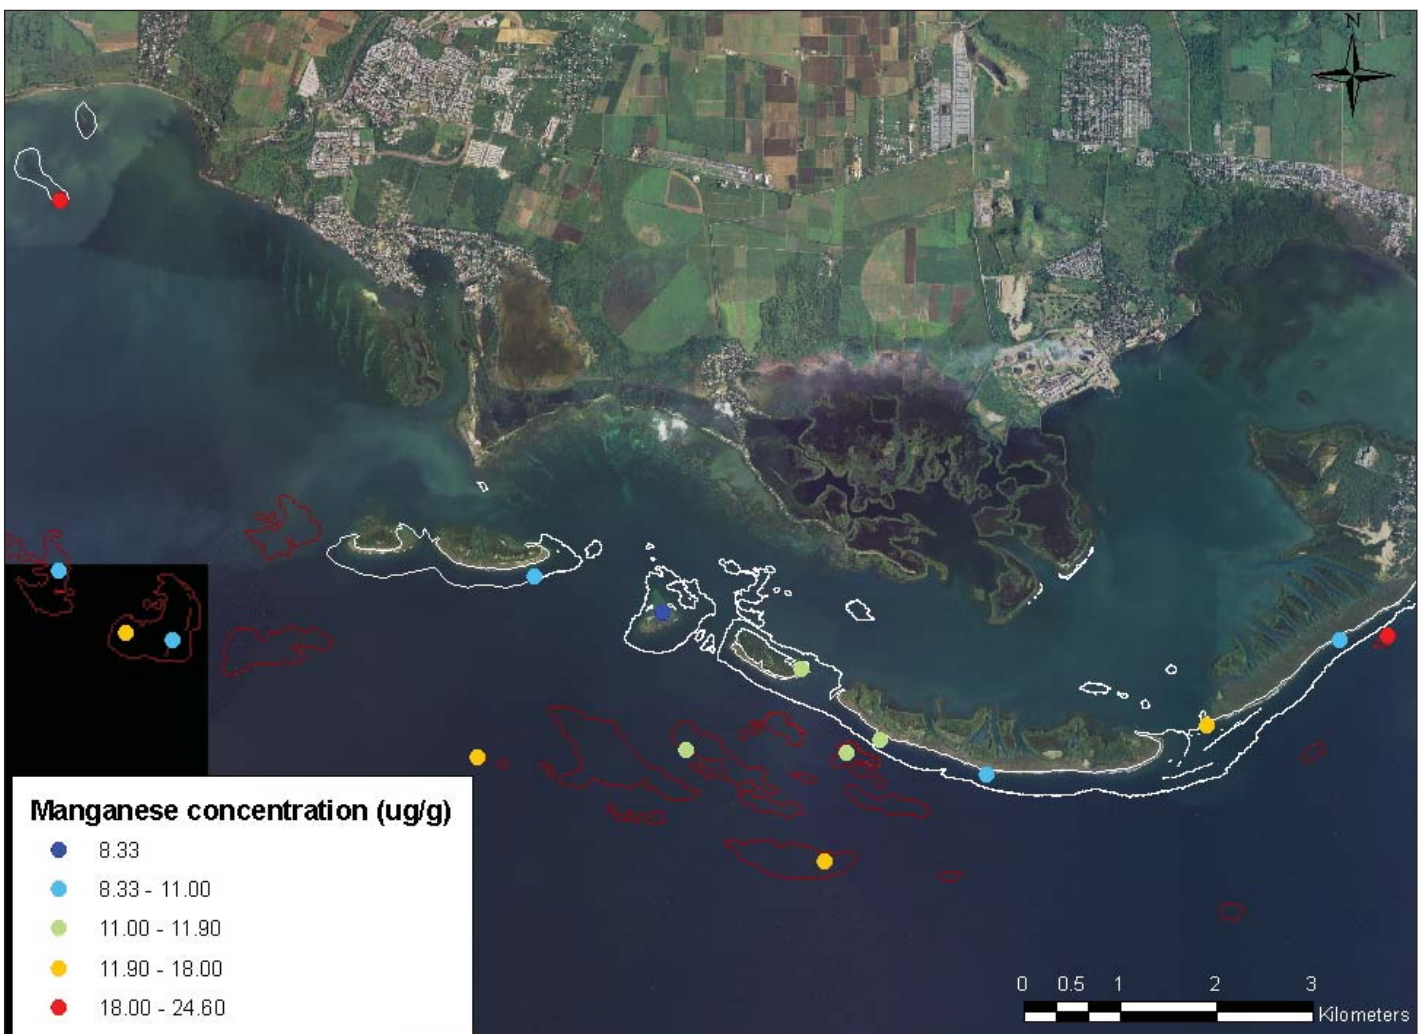 N
Manganese concentration (ug/g)
8.33
8.33 - 11.00
11.00 - 11.90
11.90 - 18.00
18.00 - 24.60
0 0.5 1 2 3
Kilometers